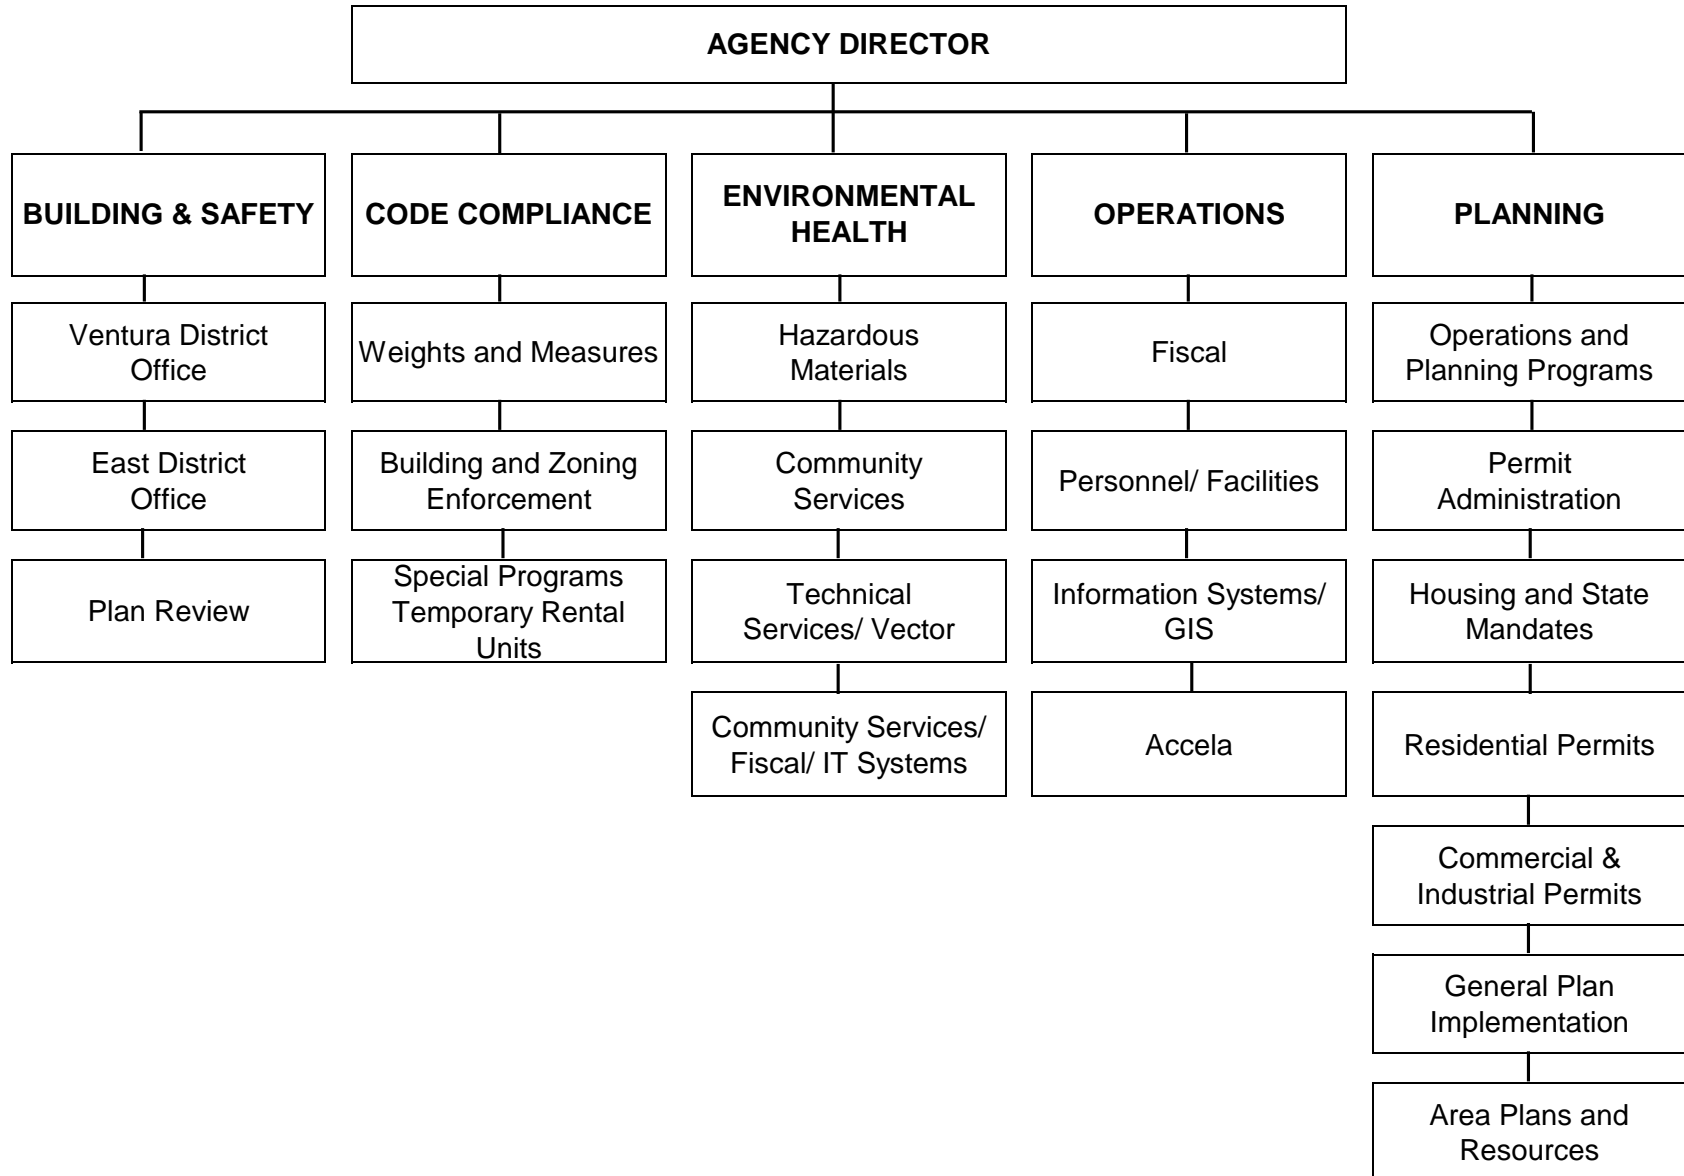 AGENCY DIRECTOR
BUILDING & SAFETY
Ventura District
Office
East District
Office
Plan Review
CODE COMPLIANCE
Weights and Measures
Building and Zoning
Enforcement
Special Programs
Temporary Rental
Units
ENVIRONMENTAL
HEALTH
Hazardous
Materials
Community
Services
Technical
Services/ Vector
Community Services/
Fiscal/ IT Systems
OPERATIONS
Fiscal
Personnel/ Facilities
Information Systems/
GIS
Accela
PLANNING
Operations and
Planning Programs
Permit
Administration
Housing and State
Mandates
Residential Permits
Commercial &
Industrial Permits
General Plan
Implementation
Area Plans and
Resources